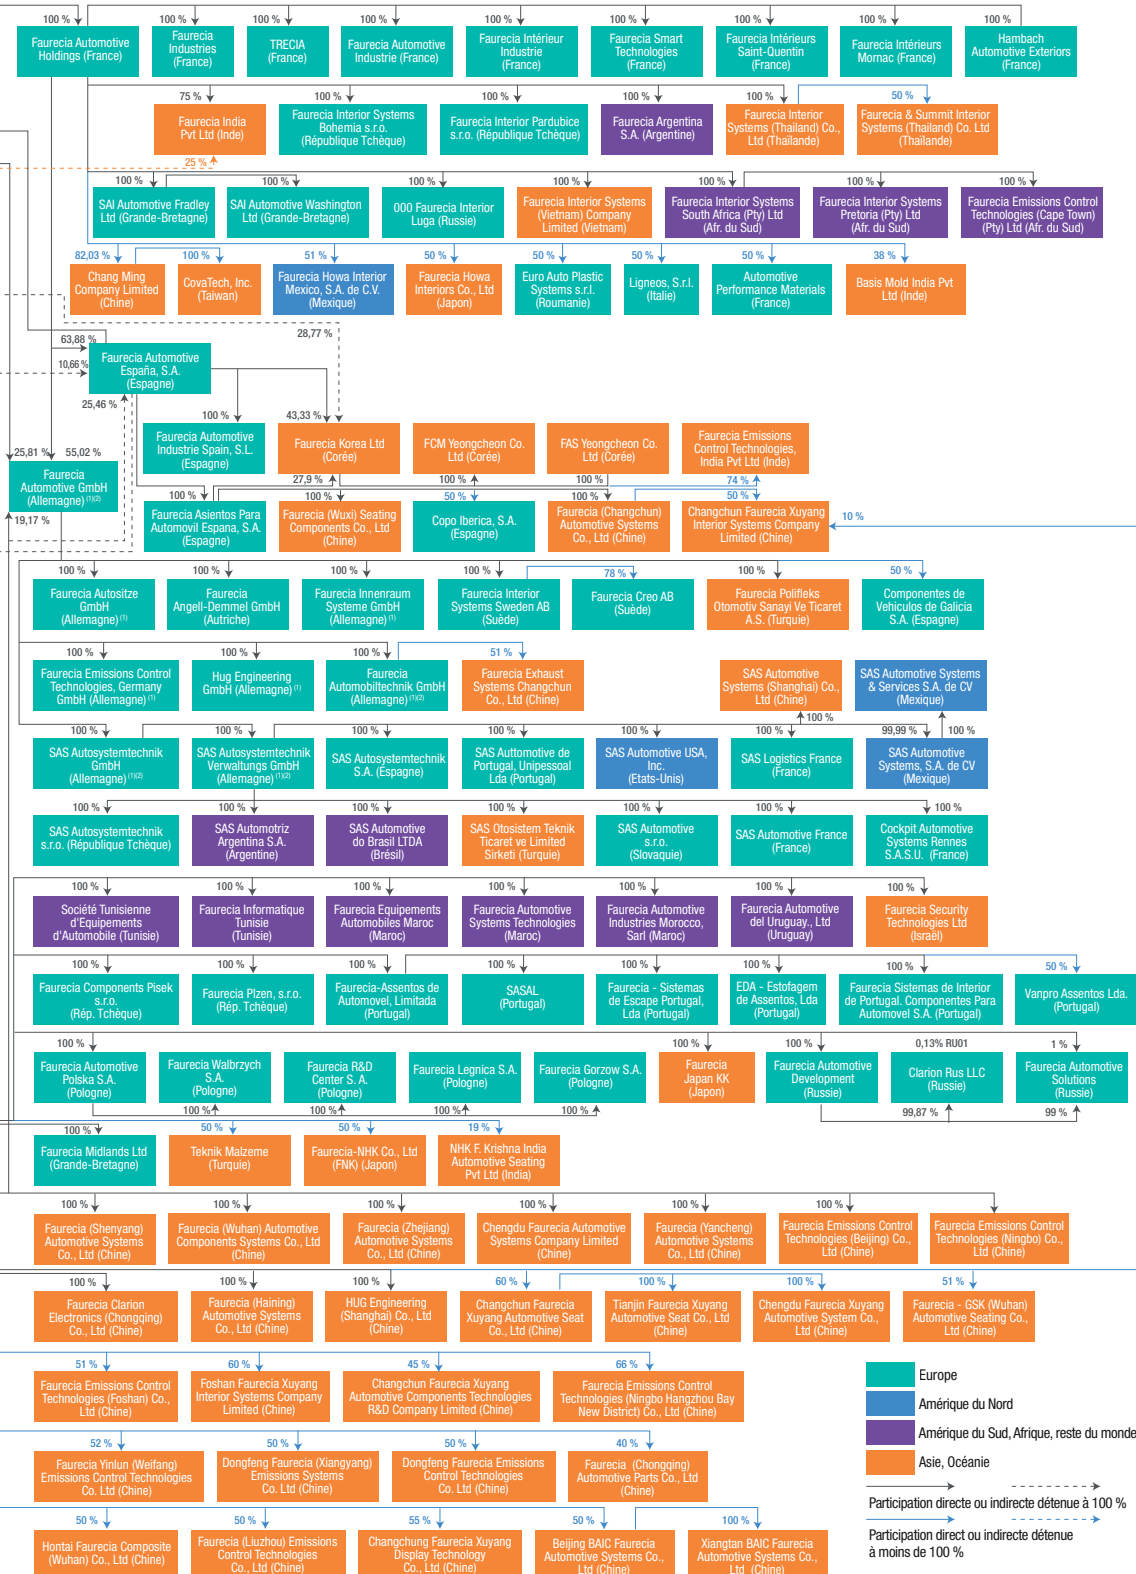 100 %
100 %
100 %
100 %
100 %
100 %
100 %
100 %
100 %
Faurecia Automotive
Holdings (France)
Faurecia
Industries
(France)
TRECIA
(France)
Faurecia Automotive
Industrie (France)
Faurecia Intérieur
Industrie
(France)
Faurecia Smart
Technologies
(France)
Faurecia Intérieurs
Saint-Quentin
(France)
Faurecia Intérieurs
Mornac (France)
Hambach
Automotive Exteriors
(France)
75 %
100 %
100 %
100 %
100 %
50 %
Faurecia India
Pvt Ltd (Inde)
Faurecia Interior Systems
Bohemia s.r.o.
(République Tchèque)
Faurecia Interior Pardubice
s.r.o. (République Tchèque)
Faurecia Argentina
S.A. (Argentine)
Faurecia Interior
Systems (Thailand) Co.,
Ltd (Thaïlande)
Faurecia & Summit Interior
Systems (Thailand) Co. Ltd
(Thaïlande)
25 %
100 %
100 %
100 %
100 %
100 %
100 %
100 %
SAI Automotive Fradley
Ltd (Grande-Bretagne)
SAI Automotive Washington
Ltd (Grande-Bretagne)
OOO Faurecia Interior
Luga (Russie)
Faurecia Interior Systems
(Vietnam) Company
Limited (Vietnam)
Faurecia Interior Systems
South Africa (Pty) Ltd
(Afr. du Sud)
Faurecia Interior Systems
Pretoria (Pty) Ltd
(Afr. du Sud)
Faurecia Emissions Control
Technologies (Cape Town)
(Pty) Ltd (Afr. du Sud)
82,03 %
100 %
51 %
50 %
50 %
50 %
50 %
38 %
Chang Ming
Company Limited
(Chine)
CovaTech, Inc.
(Taiwan)
Faurecia Howa Interior
Mexico, S.A. de C.V.
(Mexique)
Faurecia Howa
Interiors Co., Ltd
(Japon)
Euro Auto Plastic
Systems s.r.l.
(Roumanie)
Ligneos, S.r.l.
(Italie)
Automotive
Performance Materials
(France)
Basis Mold India Pvt
Ltd (Inde)
28,77 %
63,88 %
10,66 %
Faurecia Automotive
España, S.A.
(Espagne)
25,46 %
100 %
43,33 %
Faurecia Automotive
Industrie Spain, S.L.
(Espagne)
Faurecia Korea Ltd
(Corée)
FCM Yeongcheon Co.
Ltd (Corée)
FAS Yeongcheon Co.
Ltd (Corée)
Faurecia Emissions
Control Technologies,
India Pvt Ltd (Inde)
25,81 %
55,02 %
Faurecia
Automotive GmbH
(Allemagne) (1)(2)
19,17 %
27,9 %
100 %
100 %
74 %
100 %
100 %
50 %
100 %
50 %
Faurecia Asientos Para
Automovil Espana, S.A.
(Espagne)
Faurecia (Wuxi) Seating
Components Co., Ltd
(Chine)
Copo Iberica, S.A.
(Espagne)
Faurecia (Changchun)
Automotive Systems
Co., Ltd (Chine)
Changchun Faurecia Xuyang
Interior Systems Company
Limited (Chine)
10 %
100 %
100 %
100 %
100 %
78 %
100 %
50 %
Faurecia Autositze
GmbH
(Allemagne) (1)
Faurecia
Angell-Demmel GmbH
(Autriche)
Faurecia Innenraum
Systeme GmbH
(Allemagne) (1)
Faurecia Interior
Systems Sweden AB
(Suède)
Faurecia Creo AB
(Suède)
Faurecia Polifleks
Otomotiv Sanayi Ve Ticaret
A.S. (Turquie)
Componentes de
Vehiculos de Galicia
S.A. (Espagne)
100 %
100 %
100 %
51 %
Faurecia Emissions Control
Technologies, Germany
GmbH (Allemagne) (1)
Hug Engineering
GmbH (Allemagne) (1)
Faurecia
Automobiltechnik GmbH
(Allemagne) (1)(2)
Faurecia Exhaust
Systems Changchun
Co., Ltd (Chine)
SAS Automotive
Systems (Shanghai) Co.,
Ltd (Chine)
SAS Automotive Systems
& Services S.A. de CV
(Mexique)
100 %
100 %
100 %
100 %
100 %
100 %
100 %
99,99 %
100 %
SAS Autosystemtechnik
GmbH
(Allemagne) (1)(2)
SAS Autosystemtechnik
Verwaltungs GmbH
(Allemagne) (1)(2)
SAS Autosystemtechnik
S.A. (Espagne)
SAS Auttomotive de
Portugal, Unipessoal
Lda (Portugal)
SAS Automotive USA,
Inc.
(Etats-Unis)
SAS Logistics France
(France)
SAS Automotive
Systems, S.A. de CV
(Mexique)
100 %
100 %
100 %
100 %
100 %
100 %
100 %
SAS Autosystemtechnik
s.r.o. (République Tchèque)
SAS Automotriz
Argentina S.A.
(Argentine)
SAS Automotive
do Brasil LTDA
(Brésil)
SAS Otosistem Teknik
Ticaret ve Limited
Sirketi (Turquie)
SAS Automotive
s.r.o.
(Slovaquie)
SAS Automotive France
(France)
Cockpit Automotive
Systems Rennes
S.A.S.U. (France)
100 %
100 %
100 %
100 %
100 %
100 %
100 %
Société Tunisienne
d'Equipements
d'Automobile (Tunisie)
Faurecia Informatique
Tunisie
(Tunisie)
Faurecia Equipements
Automobiles Maroc
(Maroc)
Faurecia Automotive
Systems Technologies
(Maroc)
Faurecia Automotive
Industries Morocco,
Sarl (Maroc)
Faurecia Automotive
del Uruguay., Ltd
(Uruguay)
Faurecia Security
Technologies Ltd
(Israël)
100 %
100 %
100 %
100 %
100 %
100 %
100 %
50 %
Faurecia Components Pisek
s.r.o.
(Rép. Tchèque)
Faurecia Plzen, s.r.o.
(Rép. Tchèque)
Faurecia-Assentos de
Automovel, Limitada
(Portugal)
SASAL
(Portugal)
Faurecia - Sistemas
de Escape Portugal,
Lda (Portugal)
EDA - Estofagem
de Assentos, Lda
(Portugal)
Faurecia Sistemas de Interior
de Portugal. Componentes Para
Automovel S.A. (Portugal)
Vanpro Assentos Lda.
(Portugal)
100 %
100 %
100 %
0,13% RU01
1 %
Faurecia Automotive
Polska S.A.
(Pologne)
Faurecia Walbrzych
S.A.
(Pologne)
Faurecia R&D
Center S. A.
(Pologne)
Faurecia Legnica S.A.
(Pologne)
Faurecia Gorzow S.A.
(Pologne)
Faurecia
Japan KK
(Japon)
Faurecia Automotive
Development
(Russie)
Clarion Rus LLC
(Russie)
Faurecia Automotive
Solutions
(Russie)
100 %
100 %
100 %
100 %
99,87 %
99 %
100 %
50 %
50 %
19 %
Faurecia Midlands Ltd
(Grande-Bretagne)
Teknik Malzeme
(Turquie)
Faurecia-NHK Co., Ltd
(FNK) (Japon)
NHK F. Krishna India
Automotive Seating
Pvt Ltd (India)
100 %
100 %
100 %
100 %
100 %
100 %
100 %
Faurecia (Shenyang)
Automotive Systems
Co., Ltd (Chine)
Faurecia (Wuhan) Automotive
Components Systems Co., Ltd
(Chine)
Faurecia (Zhejiang)
Automotive Systems
Co., Ltd (Chine)
Chengdu Faurecia Automotive
Systems Company Limited
(Chine)
Faurecia (Yancheng)
Automotive Systems
Co., Ltd (Chine)
Faurecia Emissions Control
Technologies (Beijing) Co.,
Ltd (Chine)
Faurecia Emissions Control
Technologies (Ningbo) Co.,
Ltd (Chine)
100 %
100 %
100 %
60 %
100 %
100 %
51 %
Faurecia Clarion
Electronics (Chongqing)
Co., Ltd (Chine)
Faurecia (Haining)
Automotive Systems
Co., Ltd (Chine)
HUG Engineering
(Shanghai) Co., Ltd
(Chine)
Changchun Faurecia
Xuyang Automotive Seat
Co., Ltd (Chine)
Tianjin Faurecia Xuyang
Automotive Seat Co., Ltd
(Chine)
Chengdu Faurecia Xuyang
Automotive System Co.,
Ltd (Chine)
Faurecia - GSK (Wuhan)
Automotive Seating Co.,
Ltd (Chine)
51 %
60 %
45 %
66 %
Faurecia Emissions Control
Technologies (Foshan) Co.,
Ltd (Chine)
Foshan Faurecia Xuyang
Interior Systems Company
Limited (Chine)
Changchun Faurecia Xuyang
Automotive Components Technologies
R&D Company Limited (Chine)
Faurecia Emissions Control
Technologies (Ningbo Hangzhou Bay
New District) Co., Ltd (Chine)
52 %
50 %
50 %
40 %
Faurecia Yinlun (Weifang)
Emissions Control Technologies
Co. Ltd (Chine)
Dongfeng Faurecia (Xiangyang)
Emissions Systems
Co. Ltd (Chine)
Dongfeng Faurecia Emissions
Control Technologies
Co., Ltd (Chine)
Faurecia (Chongqing)
Automotive Parts Co., Ltd
(Chine)
50 %
50 %
55 %
50 %
100 %
Hontai Faurecia Composite
(Wuhan) Co., Ltd (Chine)
Faurecia (Liuzhou) Emissions
Control Technologies
Co., Ltd (Chine)
Changchung Faurecia Xuyang
Display Technology
Co., Ltd (Chine)
Beijing BAIC Faurecia
Automotive Systems Co.,
Ltd (Chine)
Xiangtan BAIC Faurecia
Automotive Systems Co.,
Ltd (Chine)
Europe
Amérique du Nord
Amérique du Sud, Afrique, reste du monde
Asie, Océanie
Participation directe ou indirecte détenue à 100 %
Participation direct ou indirecte détenue
à moins de 100 %